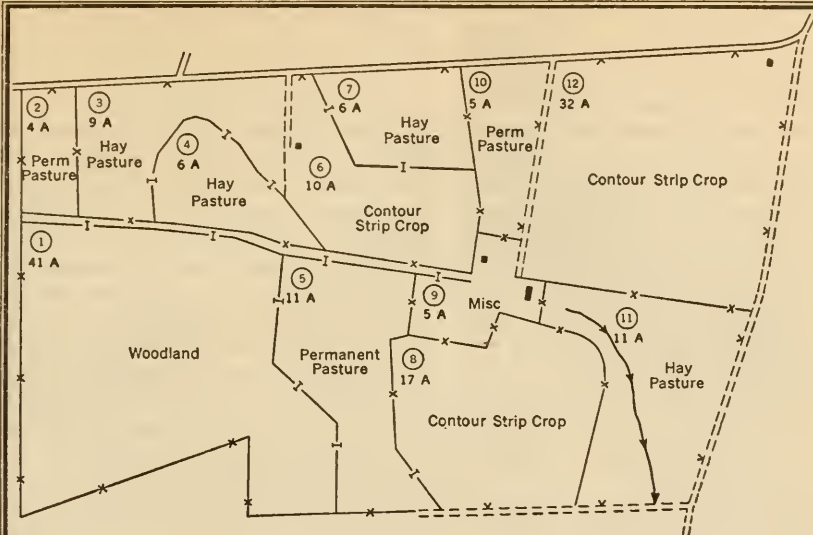 2
4 A
Perm
Pasture
3
9 A
Hay
Pasture
4
6 A
Hay
Pasture
7
6 A
Hay
Pasture
6
10 A
Contour
Strip Crop
10
5 A
Perm
Pasture
12
32 A
Contour Strip Crop
1
41 A
Woodland
5
11 A
Permanent
Pasture
9
5 A
Misc
8
17 A
Contour Strip Crop
11
11 A
Hay
Pasture